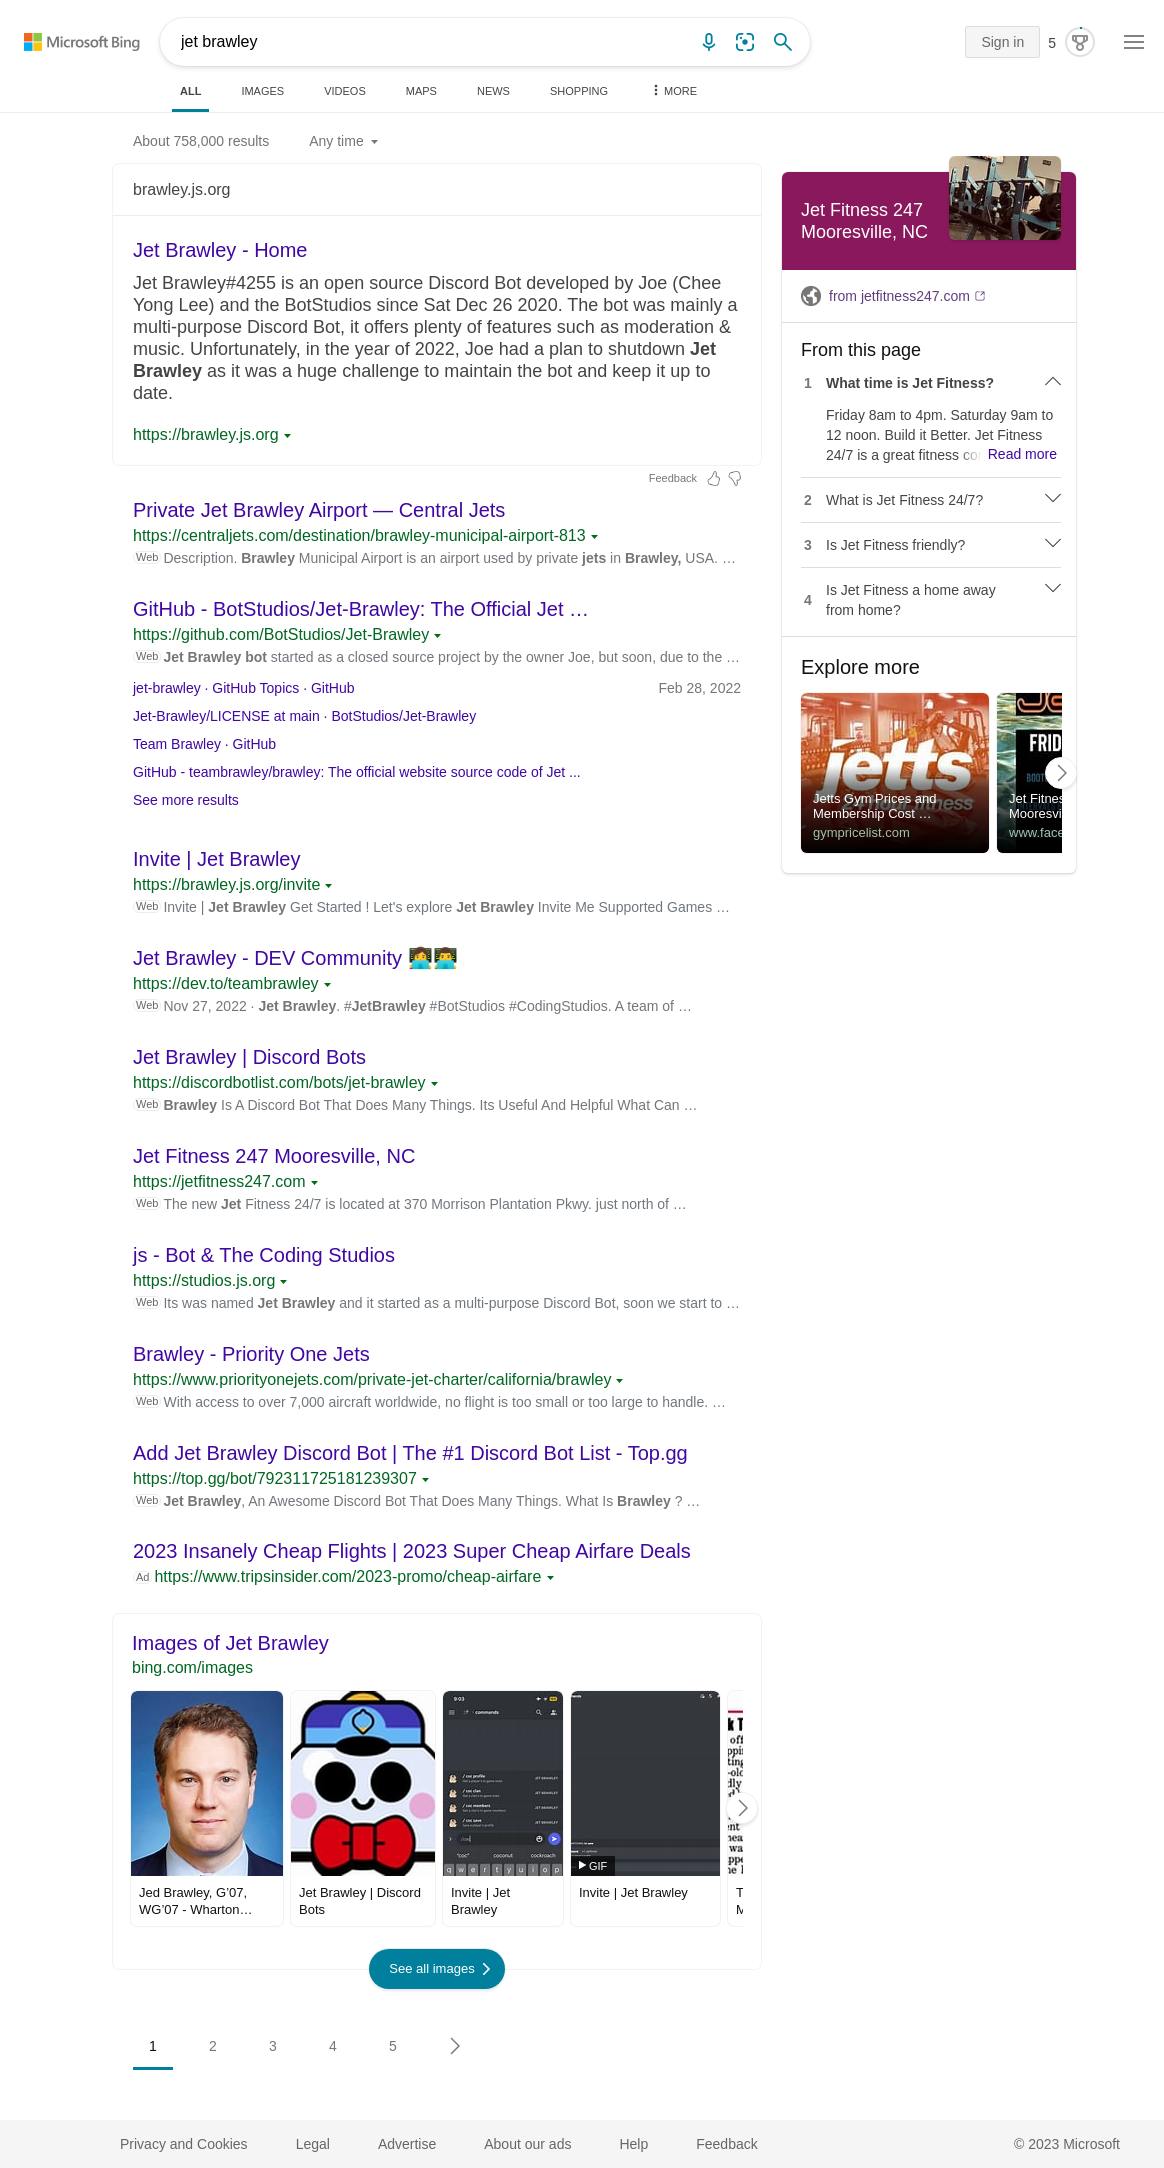 Microsoft Bing
jet brawley
Sign in
5
ALL
IMAGES
VIDEOS
MAPS
NEWS
SHOPPING
MORE
About 758,000 results
Any time
brawley.js.org
Jet Brawley - Home
Jet Brawley#4255 is an open source Discord Bot developed by Joe (Chee
Yong Lee) and the BotStudios since Sat Dec 26 2020. The bot was mainly a
multi-purpose Discord Bot, it offers plenty of features such as moderation &
music. Unfortunately, in the year of 2022, Joe had a plan to shutdown Jet
Brawley as it was a huge challenge to maintain the bot and keep it up to
date.
https://brawley.js.org
Feedback
Private Jet Brawley Airport — Central Jets
https://centraljets.com/destination/brawley-municipal-airport-813
Web Description. Brawley Municipal Airport is an airport used by private jets in Brawley, USA. …
GitHub - BotStudios/Jet-Brawley: The Official Jet …
https://github.com/BotStudios/Jet-Brawley
Web Jet Brawley bot started as a closed source project by the owner Joe, but soon, due to the …
jet-brawley · GitHub Topics · GitHub
Feb 28, 2022
Jet-Brawley/LICENSE at main · BotStudios/Jet-Brawley
Team Brawley · GitHub
GitHub - teambrawley/brawley: The official website source code of Jet ...
See more results
Invite | Jet Brawley
https://brawley.js.org/invite
Web Invite | Jet Brawley Get Started ! Let's explore Jet Brawley Invite Me Supported Games …
Jet Brawley - DEV Community 👩‍💻👨‍💻
https://dev.to/teambrawley
Web Nov 27, 2022 · Jet Brawley. #JetBrawley #BotStudios #CodingStudios. A team of …
Jet Brawley | Discord Bots
https://discordbotlist.com/bots/jet-brawley
Web Brawley Is A Discord Bot That Does Many Things. Its Useful And Helpful What Can …
Jet Fitness 247 Mooresville, NC
https://jetfitness247.com
Web The new Jet Fitness 24/7 is located at 370 Morrison Plantation Pkwy. just north of …
js - Bot & The Coding Studios
https://studios.js.org
Web Its was named Jet Brawley and it started as a multi-purpose Discord Bot, soon we start to …
Brawley - Priority One Jets
https://www.priorityonejets.com/private-jet-charter/california/brawley
Web With access to over 7,000 aircraft worldwide, no flight is too small or too large to handle. …
Add Jet Brawley Discord Bot | The #1 Discord Bot List - Top.gg
https://top.gg/bot/792311725181239307
Web Jet Brawley, An Awesome Discord Bot That Does Many Things. What Is Brawley ? …
2023 Insanely Cheap Flights | 2023 Super Cheap Airfare Deals
Ad https://www.tripsinsider.com/2023-promo/cheap-airfare
Images of Jet Brawley
bing.com/images
9:03
commands
/ coc profile
JET BRAWLEY
/ coc clan
JET BRAWLEY
/ coc members
JET BRAWLEY
/ coc save
JET BRAWLEY
"coc"
coconut
cockroach
q w e r t y u i o p
GIF
Jed Brawley, G'07,
WG'07 - Wharton…
Jet Brawley | Discord
Bots
Invite | Jet
Brawley
Invite | Jet Brawley
See all images
1
2
3
4
5
Jet Fitness 247
Mooresville, NC
from jetfitness247.com
From this page
1 What time is Jet Fitness?
Friday 8am to 4pm. Saturday 9am to
12 noon. Build it Better. Jet Fitness
24/7 is a great fitness co Read more
2 What is Jet Fitness 24/7?
3 Is Jet Fitness friendly?
4 Is Jet Fitness a home away
from home?
Explore more
jetts
24 hour fitness
Jetts Gym Prices and
Membership Cost …
gympricelist.com
FRID
Jet Fitnes
Mooresvi
www.face
Privacy and Cookies
Legal
Advertise
About our ads
Help
Feedback
© 2023 Microsoft